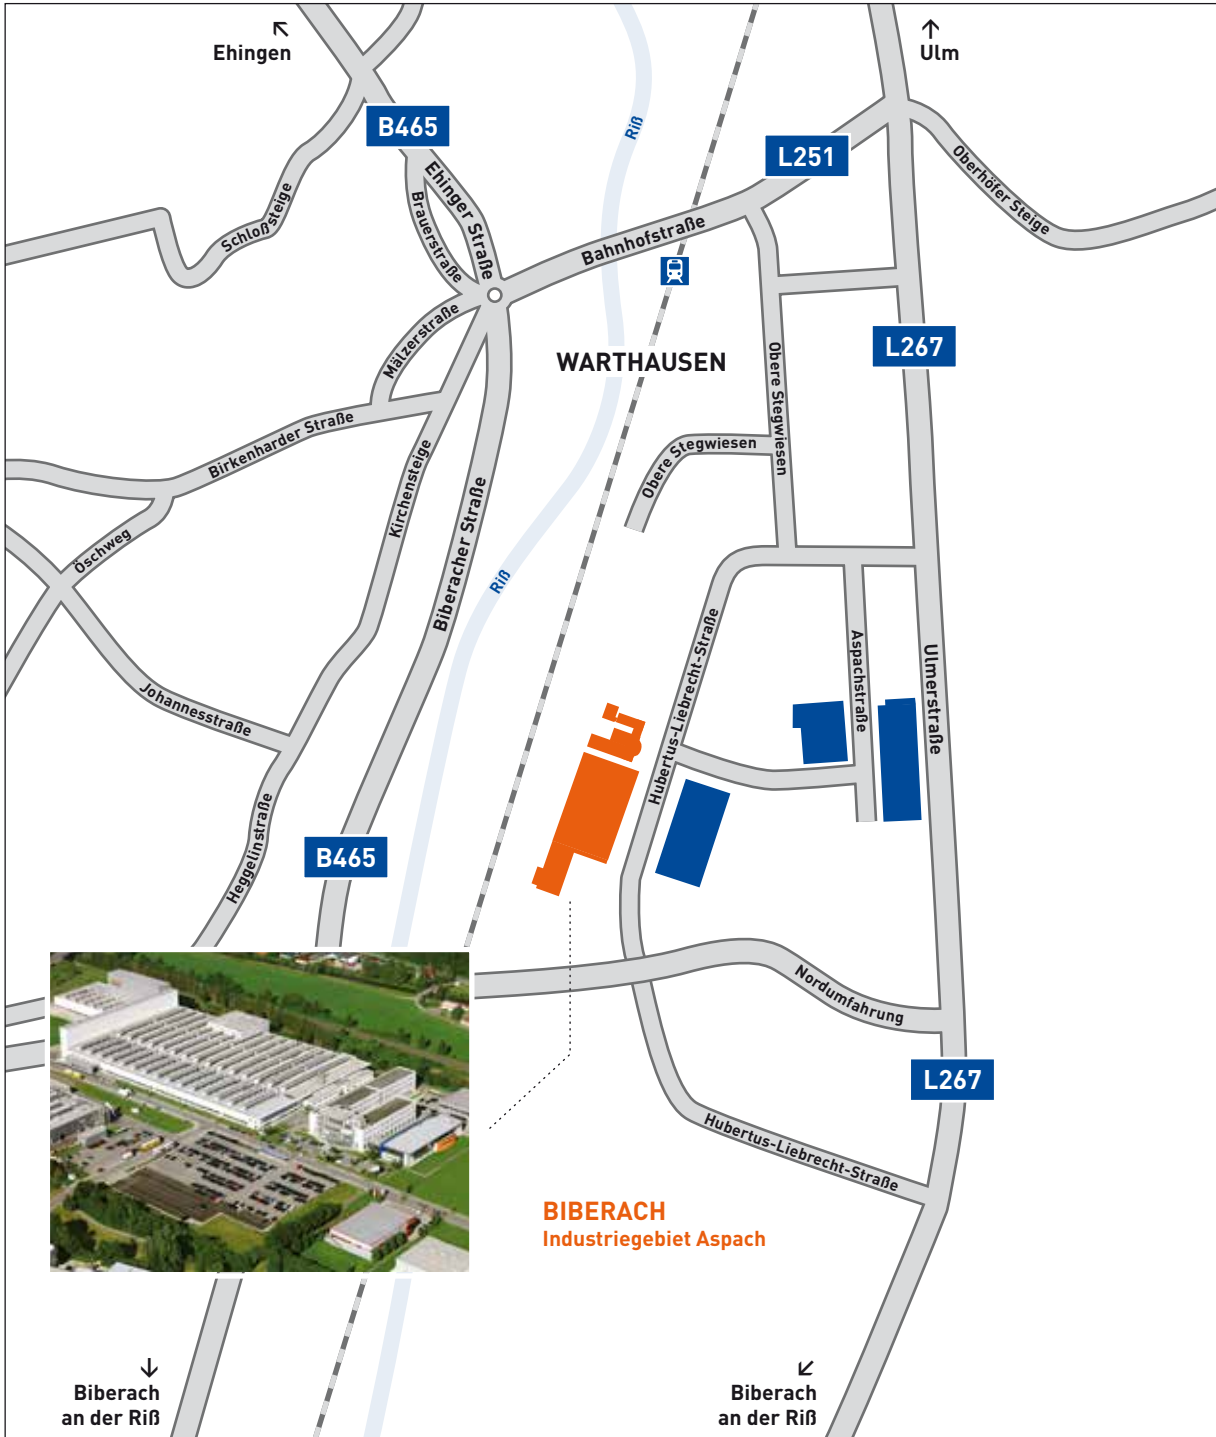 Ehingen
Ulm
B465
Riß
L251
Oberhöfer Steige
Ehinger Straße
Brauerstraße
Schloßsteige
Bahnhofstraße
Mälzerstraße
WARTHAUSEN
L267
Obere Stegwiesen
Birkenharder Straße
Obere Stegwiesen
Kirchensteige
Biberacher Straße
Öschweg
Riß
Hubertus-Liebrecht-Straße
Aspachstraße
Ulmerstraße
Johannesstraße
Heggelinstraße
B465
Nordumfahrung
L267
Hubertus-Liebrecht-Straße
BIBERACH
Industriegebiet Aspach
Biberach
an der Riß
Biberach
an der Riß